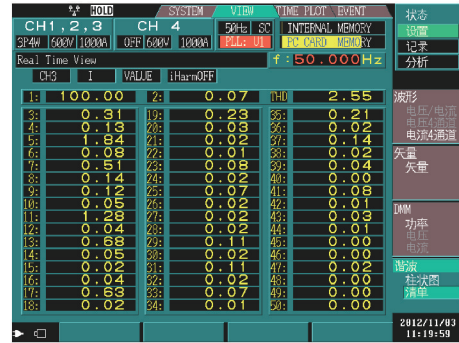 HOLD SYSTEM VIEW TIME PLOT EVENT
CH1,2,3 CH 4 50Hz SC INTERNAL MEMORY
3P4W 600V 1000A OFF 600V 1000A PLL: U1 PC CARD MEMORY
Real Time View f:50.000Hz
CH3 I VALUE iHarmOFF
1: 100.00 2: 0.07 THD 2.55
3: 0.31 19: 0.23 35: 0.21
4: 0.13 20: 0.03 36: 0.02
5: 1.84 21: 0.02 37: 0.14
6: 0.08 22: 0.01 38: 0.02
7: 0.51 23: 0.08 39: 0.04
8: 0.14 24: 0.02 40: 0.00
9: 0.12 25: 0.07 41: 0.08
10: 0.05 26: 0.02 42: 0.01
11: 1.28 27: 0.02 43: 0.03
12: 0.04 28: 0.02 44: 0.01
13: 0.68 29: 0.11 45: 0.00
14: 0.05 30: 0.02 46: 0.00
15: 0.02 31: 0.11 47: 0.02
16: 0.04 32: 0.02 48: 0.00
17: 0.63 33: 0.07 49: 0.00
18: 0.02 34: 0.01 50: 0.00
状态
设置
记录
分析
波形
电压/电流
电压4通道
电流4通道
矢量
矢量
DMM
功率
电压
电流
谐波
柱状图
清单
2012/11/03
11:19:59